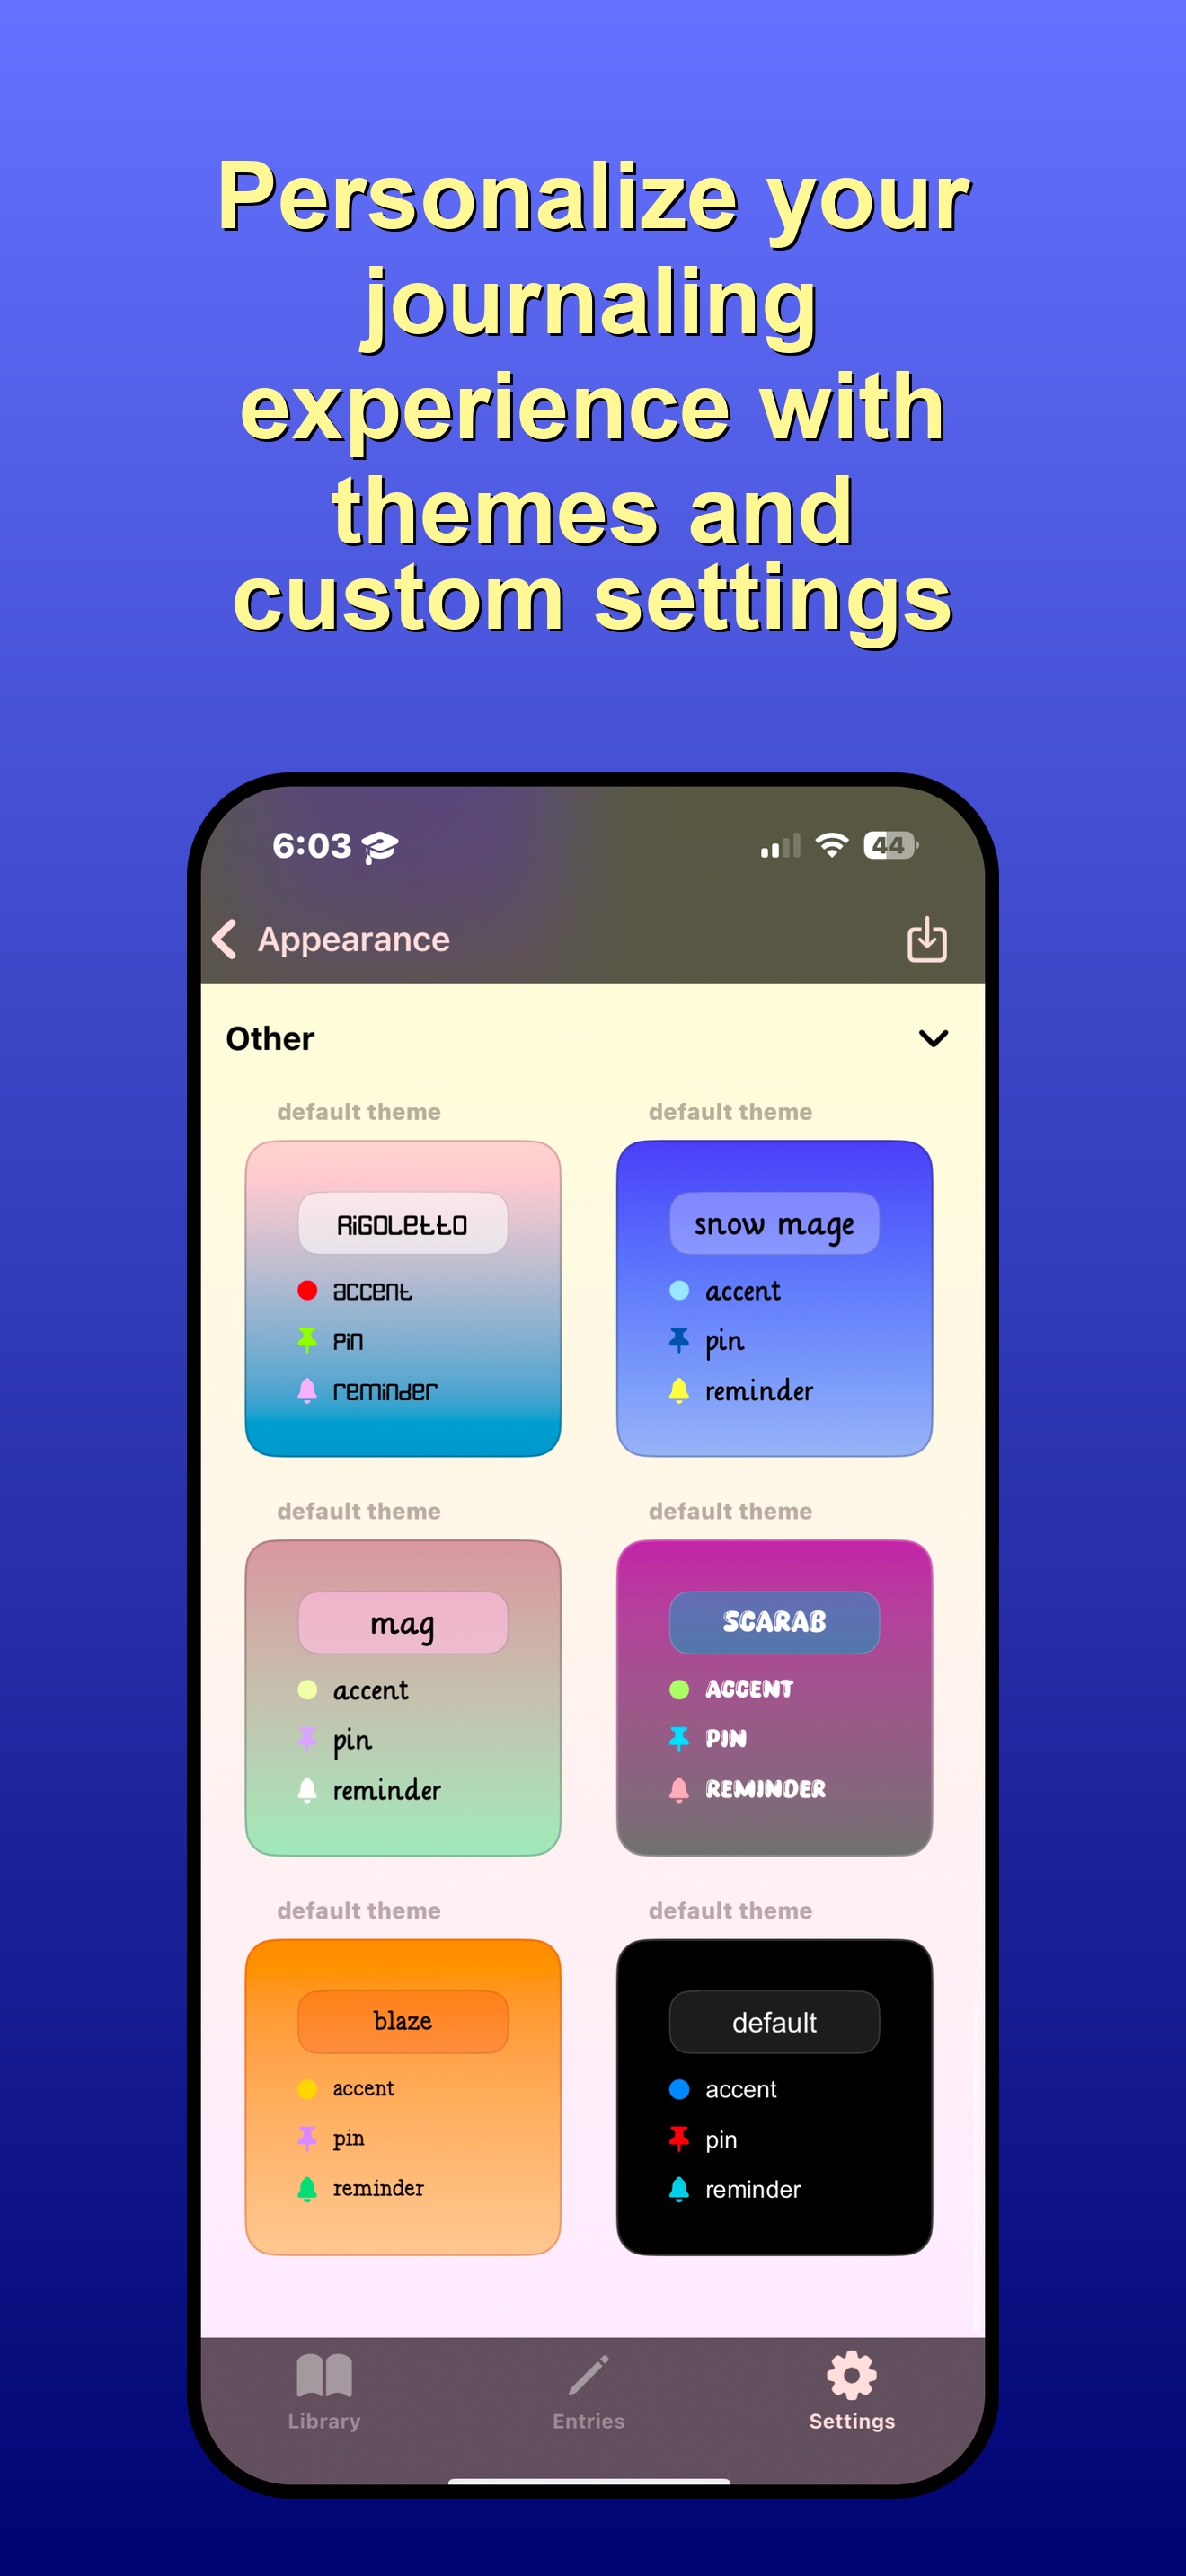 Personalize your
journaling
experience with
themes and
custom settings
6:03
44
Appearance
Other
default theme
default theme
RiGOLettO
accent
PiN
reminder
snow mage
accent
pin
reminder
default theme
default theme
mag
accent
pin
reminder
SCARAB
ACCENT
PIN
REMINDER
default theme
default theme
blaze
accent
pin
reminder
default
accent
pin
reminder
Library
Entries
Settings